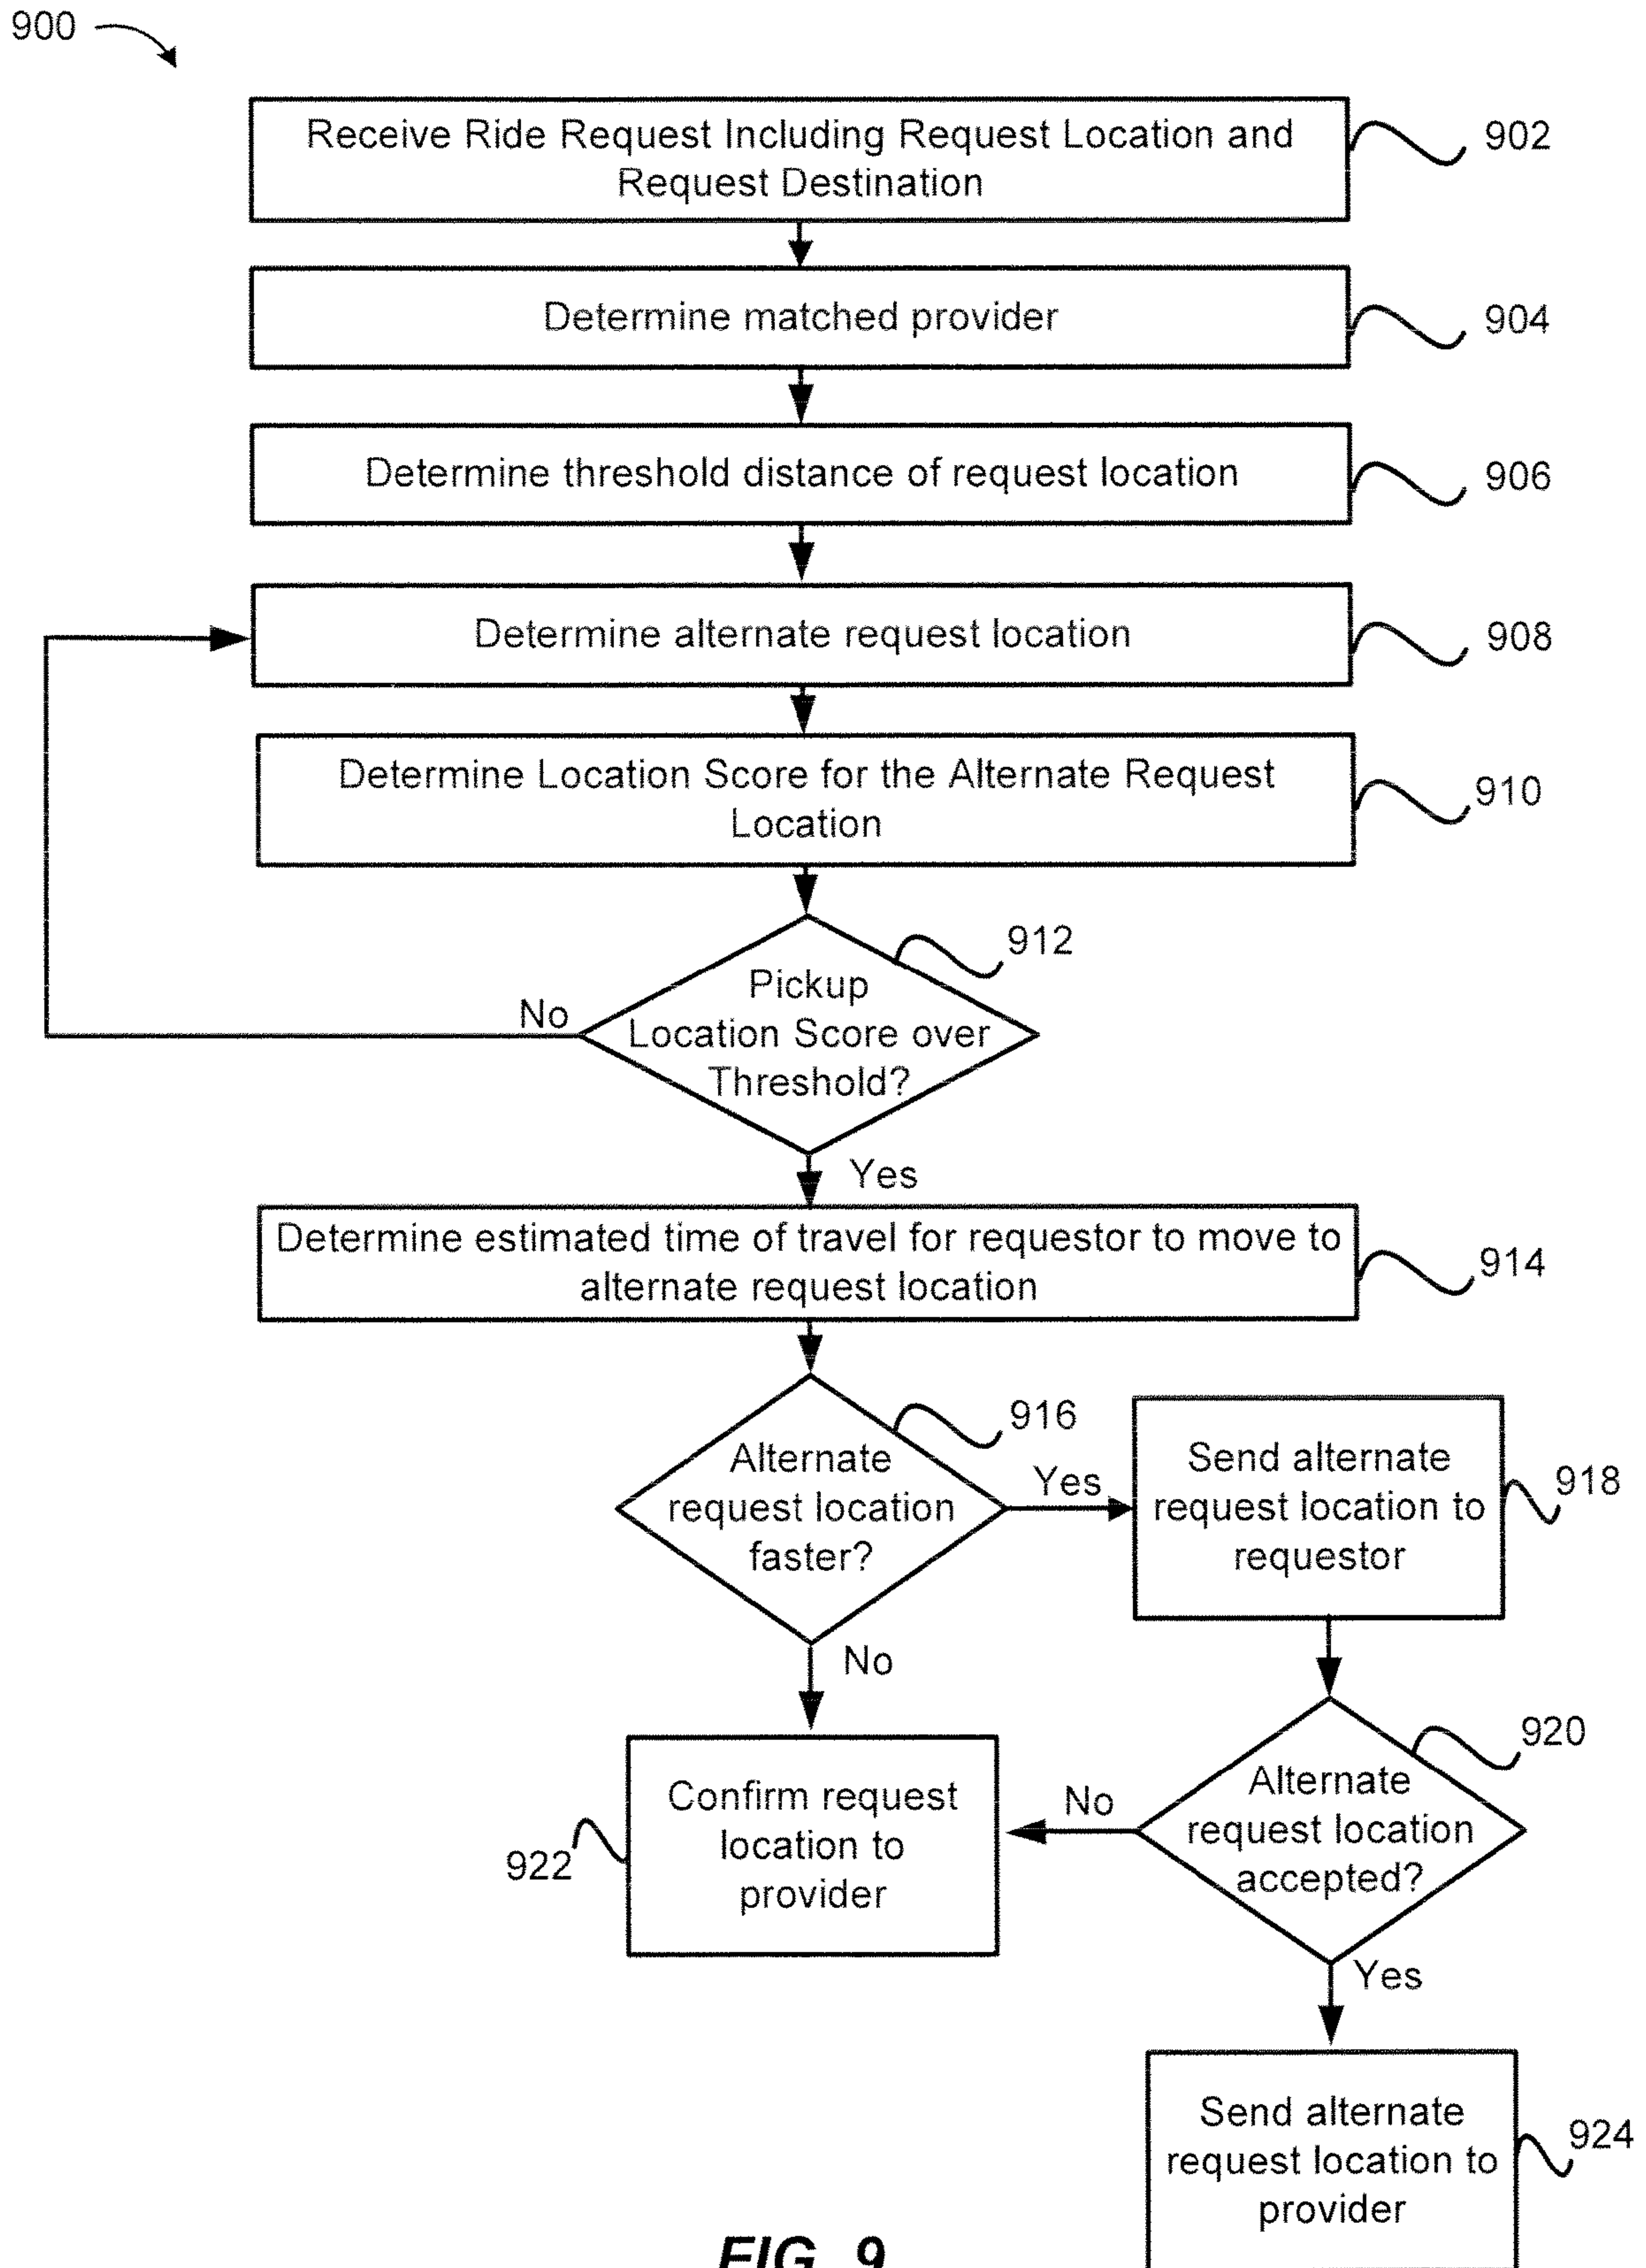 900
Receive Ride Request Including Request Location and
Request Destination
902
Determine matched provider
904
Determine threshold distance of request location
906
Determine alternate request location
908
Determine Location Score for the Alternate Request
Location
910
912
Pickup
Location Score over
Threshold?
No
Yes
Determine estimated time of travel for requestor to move to
alternate request location
914
916
Alternate
request location
faster?
Yes
Send alternate
request location to
requestor
918
No
920
Alternate
request location
accepted?
No
Confirm request
location to
provider
922
Yes
Send alternate
request location to
provider
924
FIG. 9